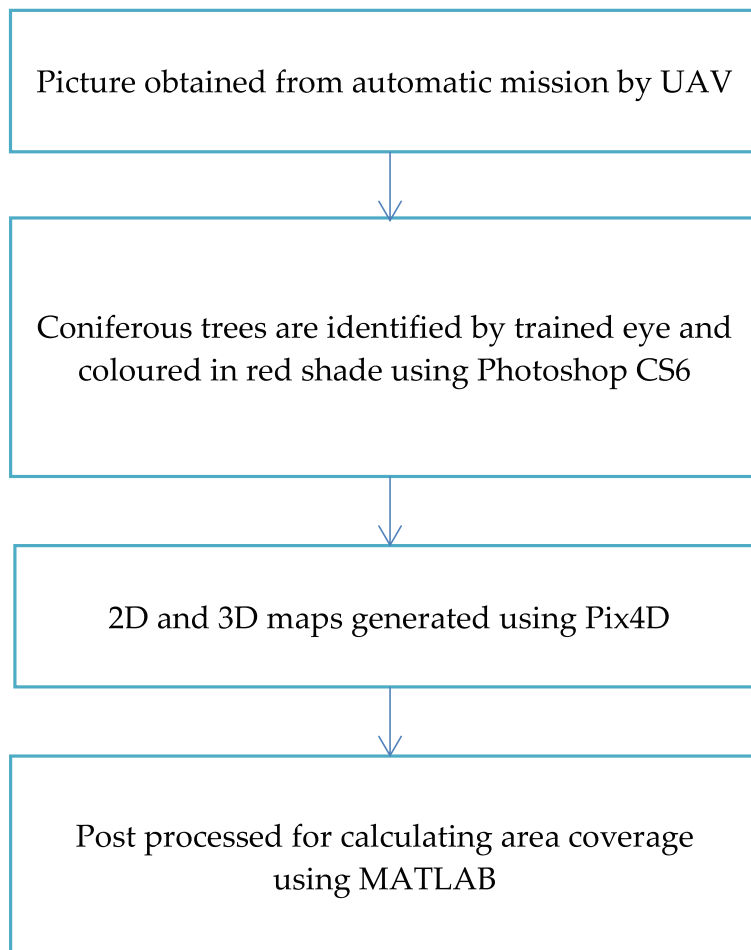 Picture obtained from automatic mission by UAV
Coniferous trees are identified by trained eye and
coloured in red shade using Photoshop CS6
2D and 3D maps generated using Pix4D
Post processed for calculating area coverage
using MATLAB